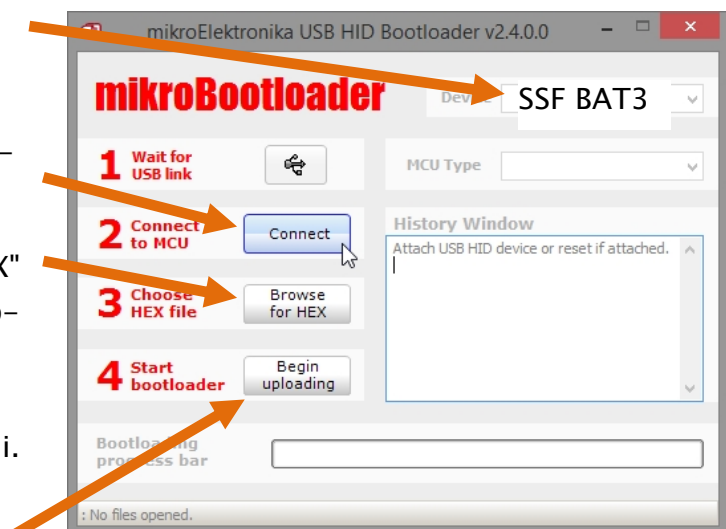 mikroElektronika USB HID Bootloader v2.4.0.0
mikroBootloader
Device SSF BAT3
1 Wait for
USB link
MCU Type
2 Connect
to MCU
Connect
History Window
Attach USB HID device or reset if attached.
X"
3 Choose
HEX file
Browse
for HEX
4 Start
bootloader
Begin
uploading
i.
Bootloading
progress bar
: No files opened.